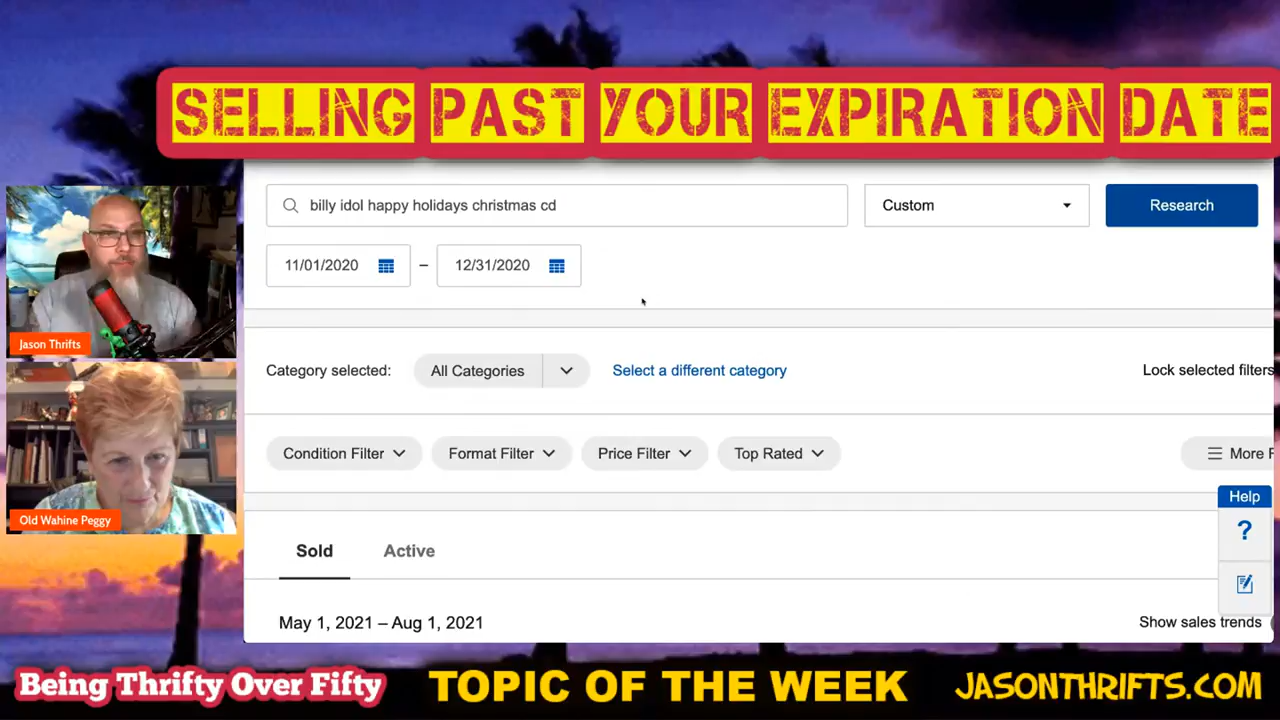 SELLING PAST YOUR EXPIRATION DATE
billy idol happy holidays christmas cd
Custom
Research
11/01/2020 – 12/31/2020
Category selected: All Categories Select a different category
Lock selected filters
Condition Filter Format Filter Price Filter Top Rated
More F
Help
?
Sold Active
May 1, 2021 – Aug 1, 2021
Show sales trends
Jason Thrifts
Old Wahine Peggy
Being Thrifty Over Fifty
TOPIC OF THE WEEK
JASONTHRIFTS.COM